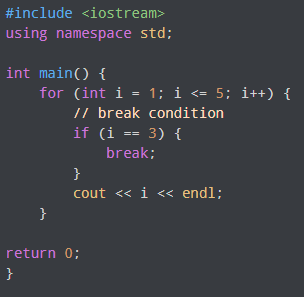 #include <iostream>
using namespace std;

int main() {
    for (int i = 1; i <= 5; i++) {
        // break condition
        if (i == 3) {
            break;
        }
        cout << i << endl;
    }

return 0;
}